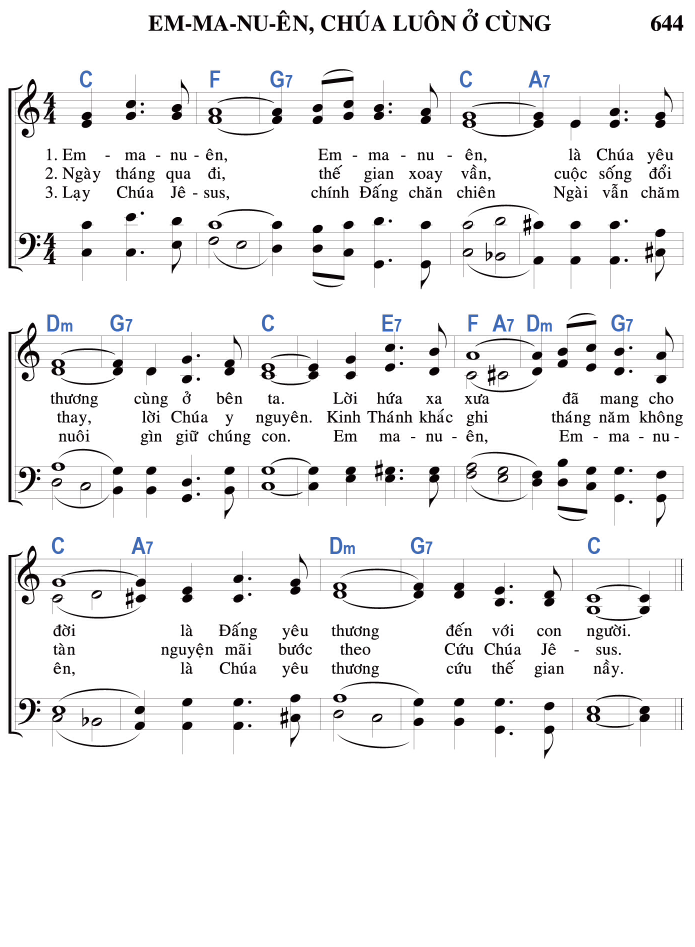 EM-MA-NU-ÊN, CHÚA LUÔN Ở CÙNG 644
C F G7 C A7
1. Em - ma - nu - ên, Em - ma - nu - ên, là Chúa yêu
2. Ngày tháng qua đi, thế gian xoay vần, cuộc sống đổi
3. Lạy Chúa Jê - sus, chính Đấng chăn chiên Ngài vẫn chăm
Dm G7 C E7 F A7 Dm G7
thương cùng ở bên ta. Lời hứa xa xưa đã mang cho
thay, lời Chúa y nguyên. Kinh Thánh khắc ghi tháng năm không
nuôi gìn giữ chúng con. Em ma - nu - ên, Em - ma - nu -
C A7 Dm G7 C
đời là Đấng yêu thương đến với con người.
tàn nguyện mãi bước theo Cứu Chúa Jê - sus.
ên, là Chúa yêu thương cứu thế gian nầy.